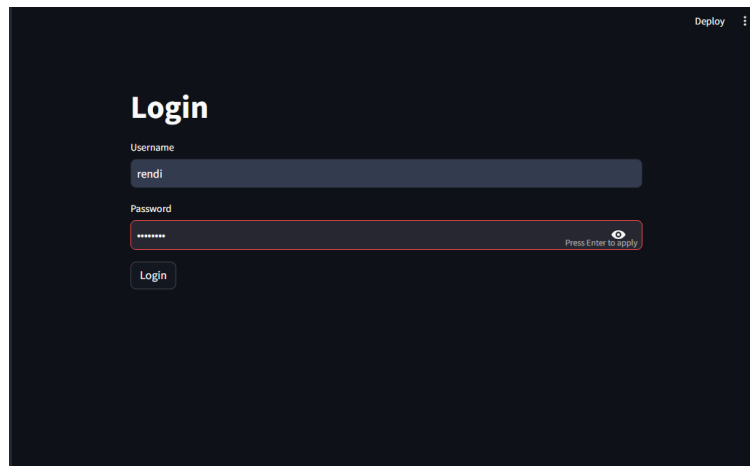 Deploy
Login
Username
rendi
Password
••••••••
Press Enter to apply
Login